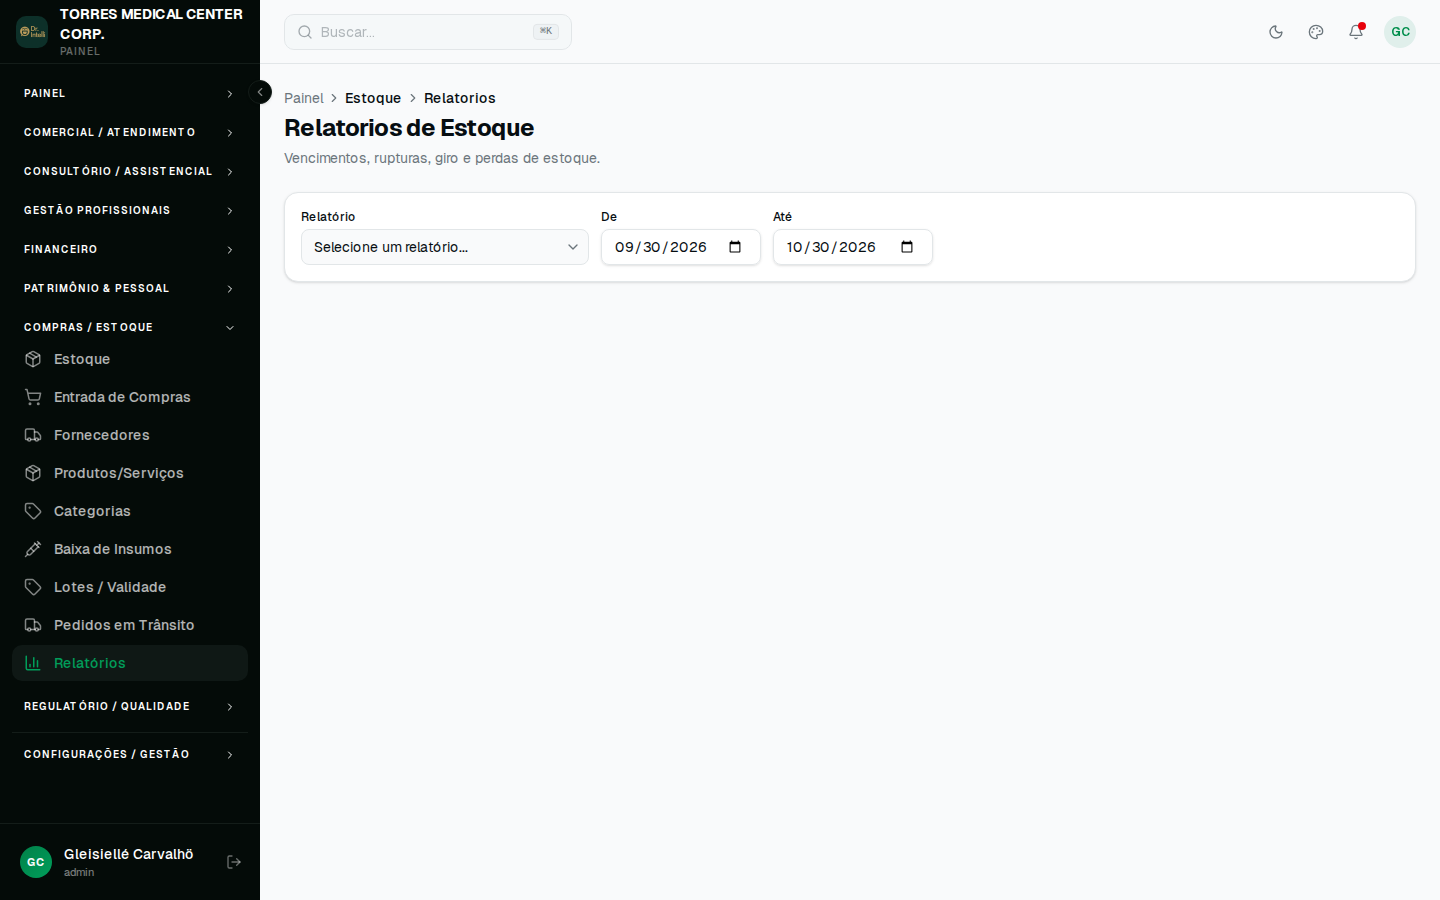 Dr.
Intelli
TORRES MEDICAL CENTER
CORP.
PAINEL
PAINEL
COMERCIAL / ATENDIMENTO
CONSULTÓRIO / ASSISTENCIAL
GESTÃO PROFISSIONAIS
FINANCEIRO
PATRIMÔNIO & PESSOAL
COMPRAS / ESTOQUE
Estoque
Entrada de Compras
Fornecedores
Produtos/Serviços
Categorias
Baixa de Insumos
Lotes / Validade
Pedidos em Trânsito
Relatórios
REGULATÓRIO / QUALIDADE
CONFIGURAÇÕES / GESTÃO
GC
Gleisiellé Carvalhö
admin
Buscar...
⌘K
GC
Painel > Estoque > Relatorios
Relatorios de Estoque
Vencimentos, rupturas, giro e perdas de estoque.
Relatório
Selecione um relatório...
De
09/30/2026
Até
10/30/2026